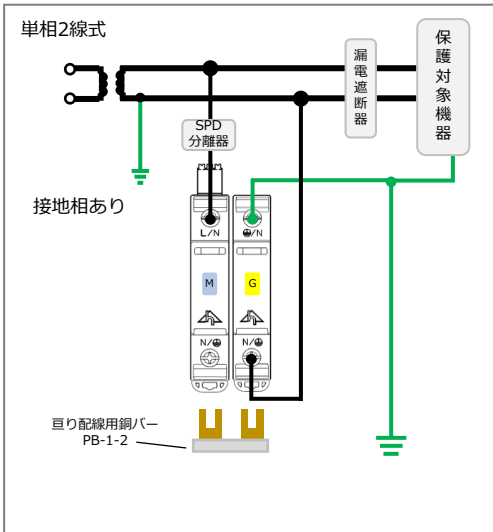 単相2線式
保護対象機器
漏電遮断器
SPD
分離器
接地相あり
L/N
⏚/N
M
G
N/⏚
N/⏚
亘り配線用銅バー
PB-1-2